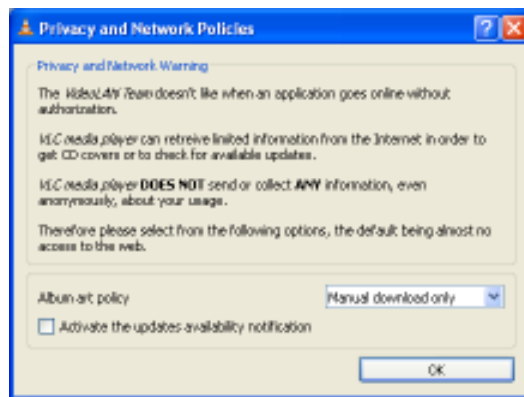 Privacy and Network Policies
Privacy and Network Warning
The VideoLAN Team doesn't like when an application goes online without
authorization.
VLC media player can retreive limited information from the Internet in order to
get CD covers or to check for available updates.
VLC media player DOES NOT send or collect ANY information, even
anonymously, about your usage.
Therefore please select from the following options, the default being almost no
access to the web.
Album art policy
Manual download only
Activate the updates availability notification
OK